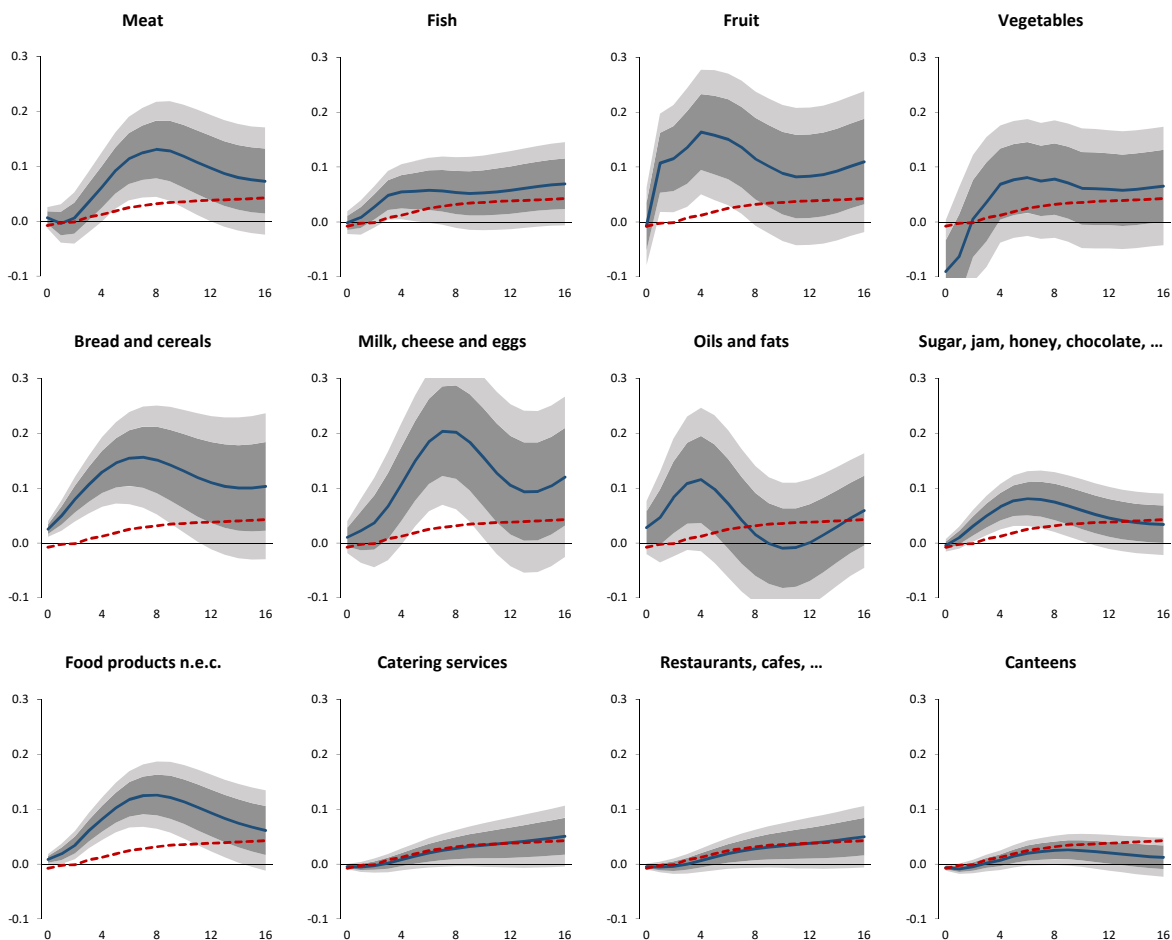 Meat
Fish
Fruit
Vegetables
0.3
0.2
0.1
0.0
-0.1
0 4 8 12 16
0.3
0.2
0.1
0.0
-0.1
0 4 8 12 16
0.3
0.2
0.1
0.0
-0.1
0 4 8 12 16
0.3
0.2
0.1
0.0
-0.1
0 4 8 12 16
Bread and cereals
Milk, cheese and eggs
Oils and fats
Sugar, jam, honey, chocolate, ...
0.3
0.2
0.1
0.0
-0.1
0 4 8 12 16
0.3
0.2
0.1
0.0
-0.1
0 4 8 12 16
0.3
0.2
0.1
0.0
-0.1
0 4 8 12 16
0.3
0.2
0.1
0.0
-0.1
0 4 8 12 16
Food products n.e.c.
Catering services
Restaurants, cafes, ...
Canteens
0.3
0.2
0.1
0.0
-0.1
0 4 8 12 16
0.3
0.2
0.1
0.0
-0.1
0 4 8 12 16
0.3
0.2
0.1
0.0
-0.1
0 4 8 12 16
0.3
0.2
0.1
0.0
-0.1
0 4 8 12 16